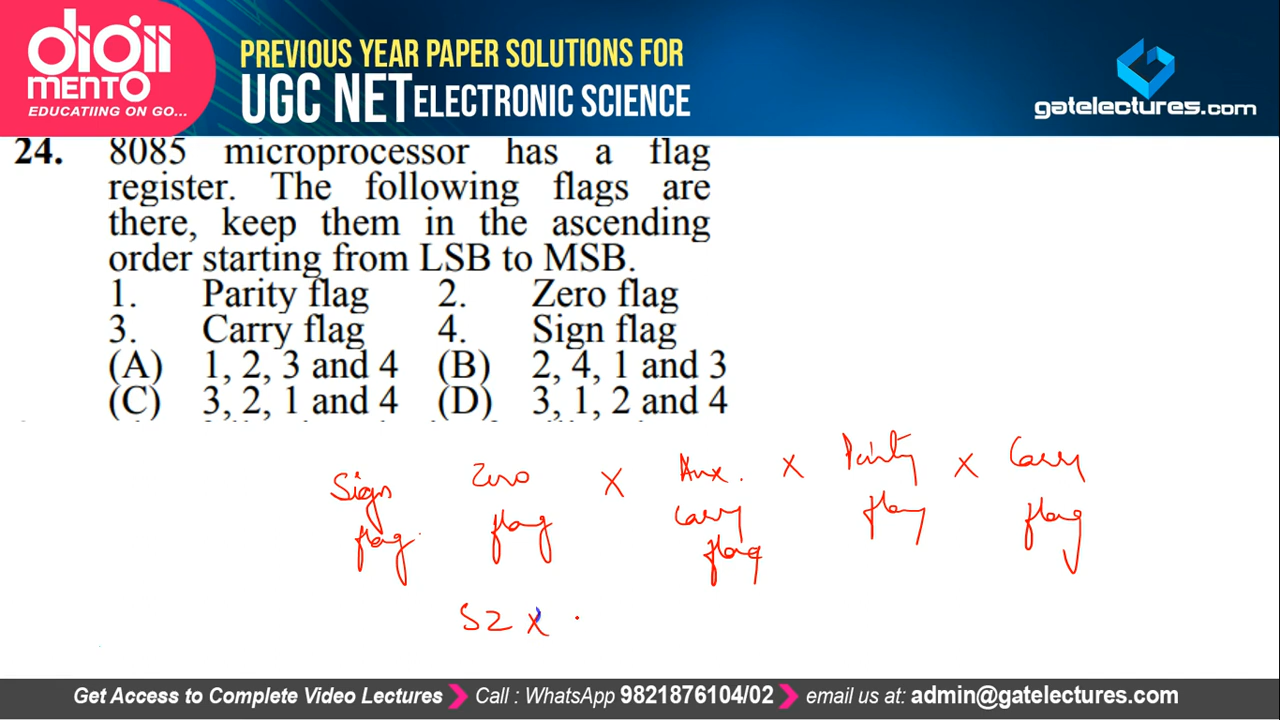 dioii
mento
EDUCATIING ON GO...
PREVIOUS YEAR PAPER SOLUTIONS FOR
UGC NET ELECTRONIC SCIENCE
gatelectures.com
24. 8085 microprocessor has a flag
register. The following flags are
there, keep them in the ascending
order starting from LSB to MSB.
1. Parity flag 2. Zero flag
3. Carry flag 4. Sign flag
(A) 1, 2, 3 and 4 (B) 2, 4, 1 and 3
(C) 3, 2, 1 and 4 (D) 3, 1, 2 and 4
Sign Zero X Aux. X Parity X Carry
flag. flag carry flag flag
flag
S Z X
Get Access to Complete Video Lectures Call : WhatsApp 9821876104/02 email us at: admin@gatelectures.com